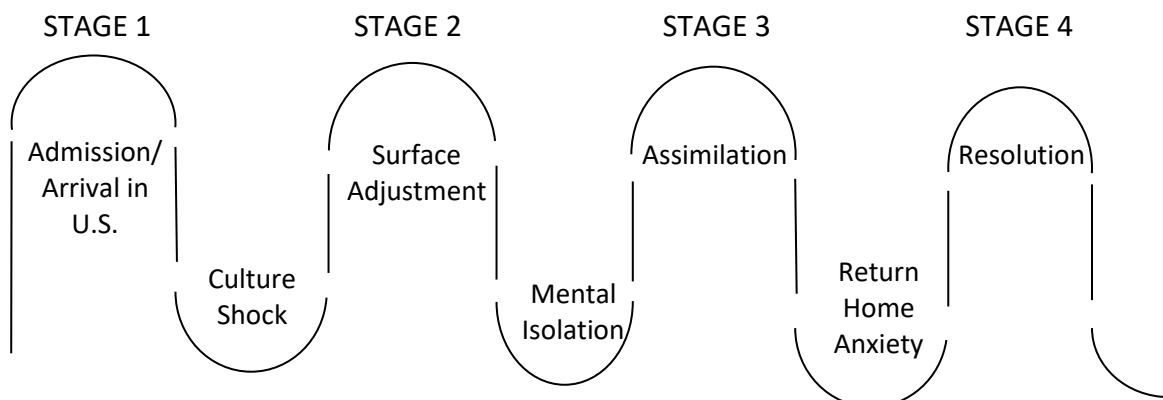 STAGE 1
STAGE 2
STAGE 3
STAGE 4
Admission/
Arrival in
U.S.
Culture
Shock
Surface
Adjustment
Mental
Isolation
Assimilation
Return
Home
Anxiety
Resolution